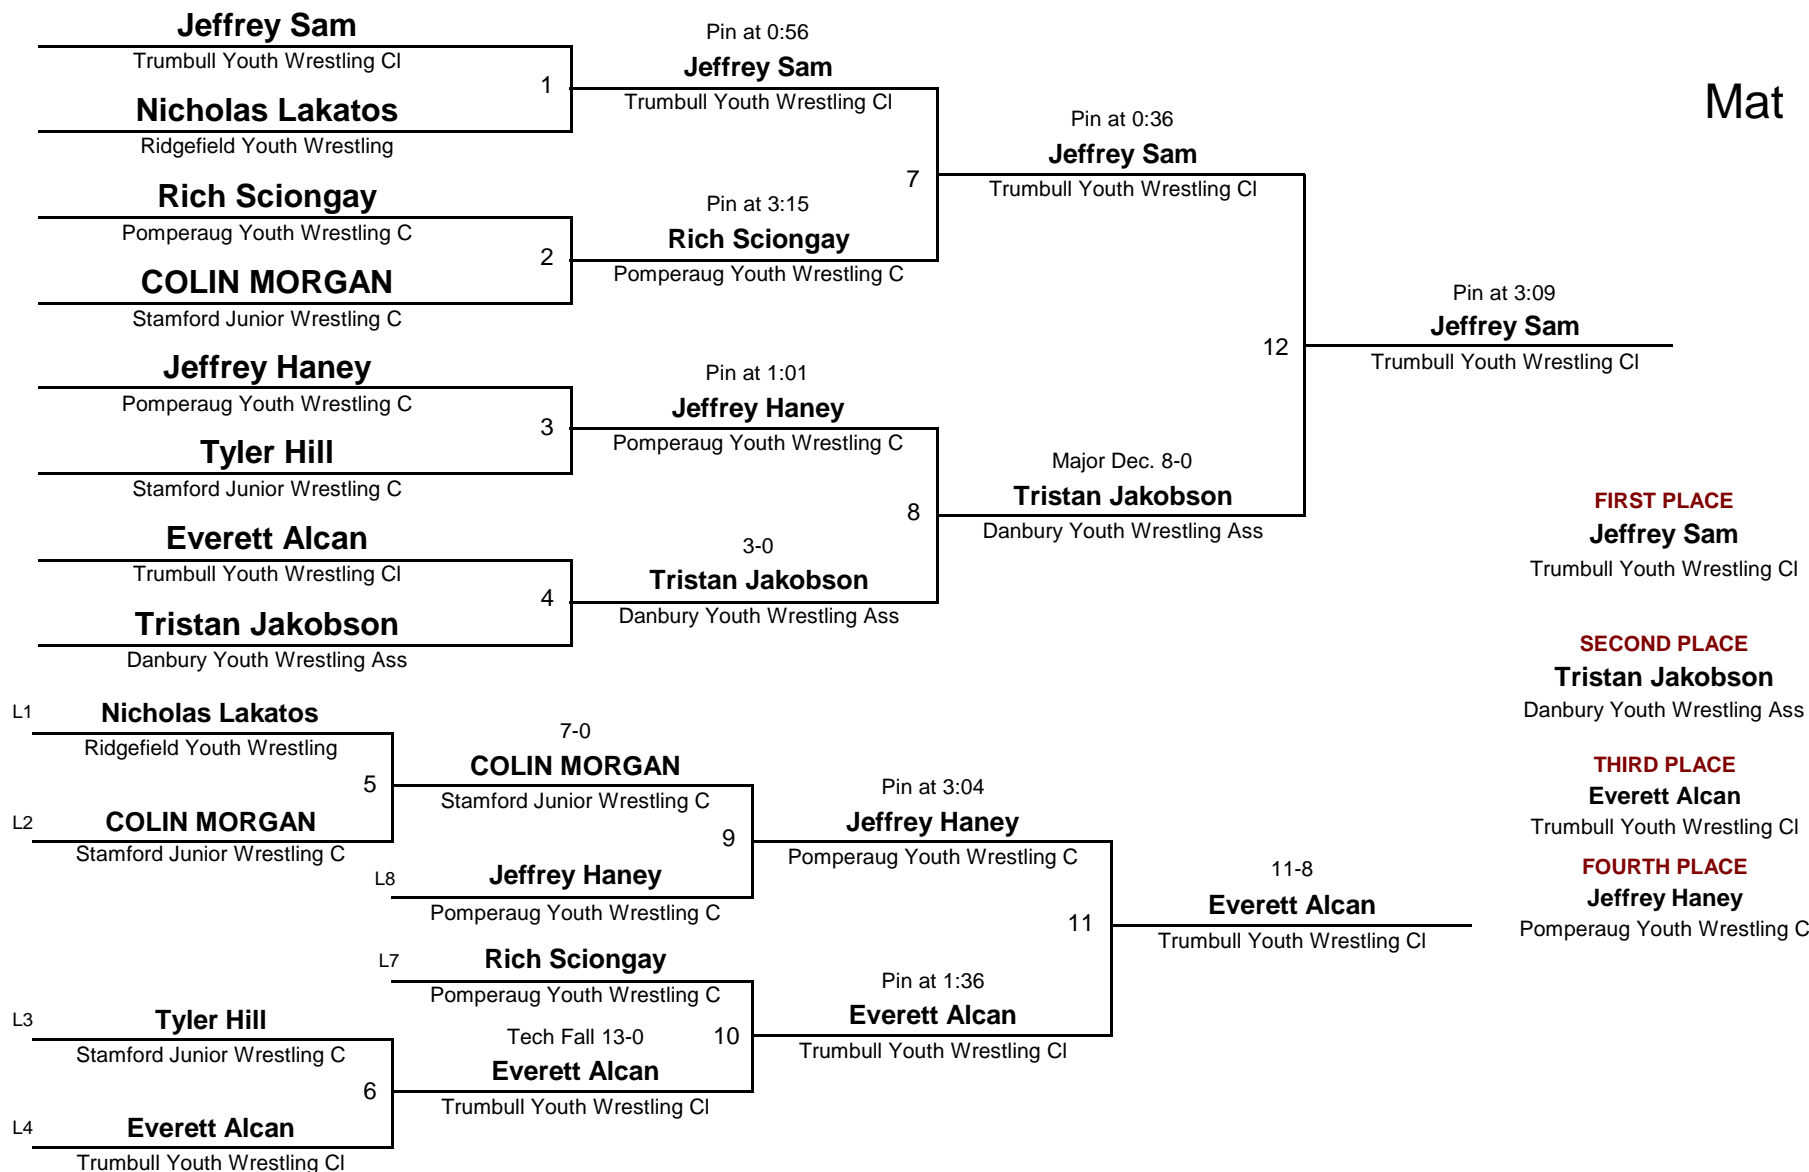 Jeffrey Sam
Trumbull Youth Wrestling Cl
1
Nicholas Lakatos
Ridgefield Youth Wrestling
Rich Sciongay
Pomperaug Youth Wrestling C
2
COLIN MORGAN
Stamford Junior Wrestling C
Jeffrey Haney
Pomperaug Youth Wrestling C
3
Tyler Hill
Stamford Junior Wrestling C
Everett Alcan
Trumbull Youth Wrestling Cl
4
Tristan Jakobson
Danbury Youth Wrestling Ass
Pin at 0:56
Jeffrey Sam
Trumbull Youth Wrestling Cl
7
Pin at 3:15
Rich Sciongay
Pomperaug Youth Wrestling C
Pin at 1:01
Jeffrey Haney
Pomperaug Youth Wrestling C
8
3-0
Tristan Jakobson
Danbury Youth Wrestling Ass
Pin at 0:36
Jeffrey Sam
Trumbull Youth Wrestling Cl
12
Major Dec. 8-0
Tristan Jakobson
Danbury Youth Wrestling Ass
Mat
Pin at 3:09
Jeffrey Sam
Trumbull Youth Wrestling Cl
FIRST PLACE
Jeffrey Sam
Trumbull Youth Wrestling Cl
SECOND PLACE
Tristan Jakobson
Danbury Youth Wrestling Ass
THIRD PLACE
Everett Alcan
Trumbull Youth Wrestling Cl
FOURTH PLACE
Jeffrey Haney
Pomperaug Youth Wrestling C
L1
Nicholas Lakatos
Ridgefield Youth Wrestling
5
L2
COLIN MORGAN
Stamford Junior Wrestling C
7-0
COLIN MORGAN
Stamford Junior Wrestling C
9
L8
Jeffrey Haney
Pomperaug Youth Wrestling C
L7
Rich Sciongay
Pomperaug Youth Wrestling C
10
L3
Tyler Hill
Stamford Junior Wrestling C
6
L4
Everett Alcan
Trumbull Youth Wrestling Cl
Tech Fall 13-0
Everett Alcan
Trumbull Youth Wrestling Cl
Pin at 3:04
Jeffrey Haney
Pomperaug Youth Wrestling C
11
Pin at 1:36
Everett Alcan
Trumbull Youth Wrestling Cl
11-8
Everett Alcan
Trumbull Youth Wrestling Cl